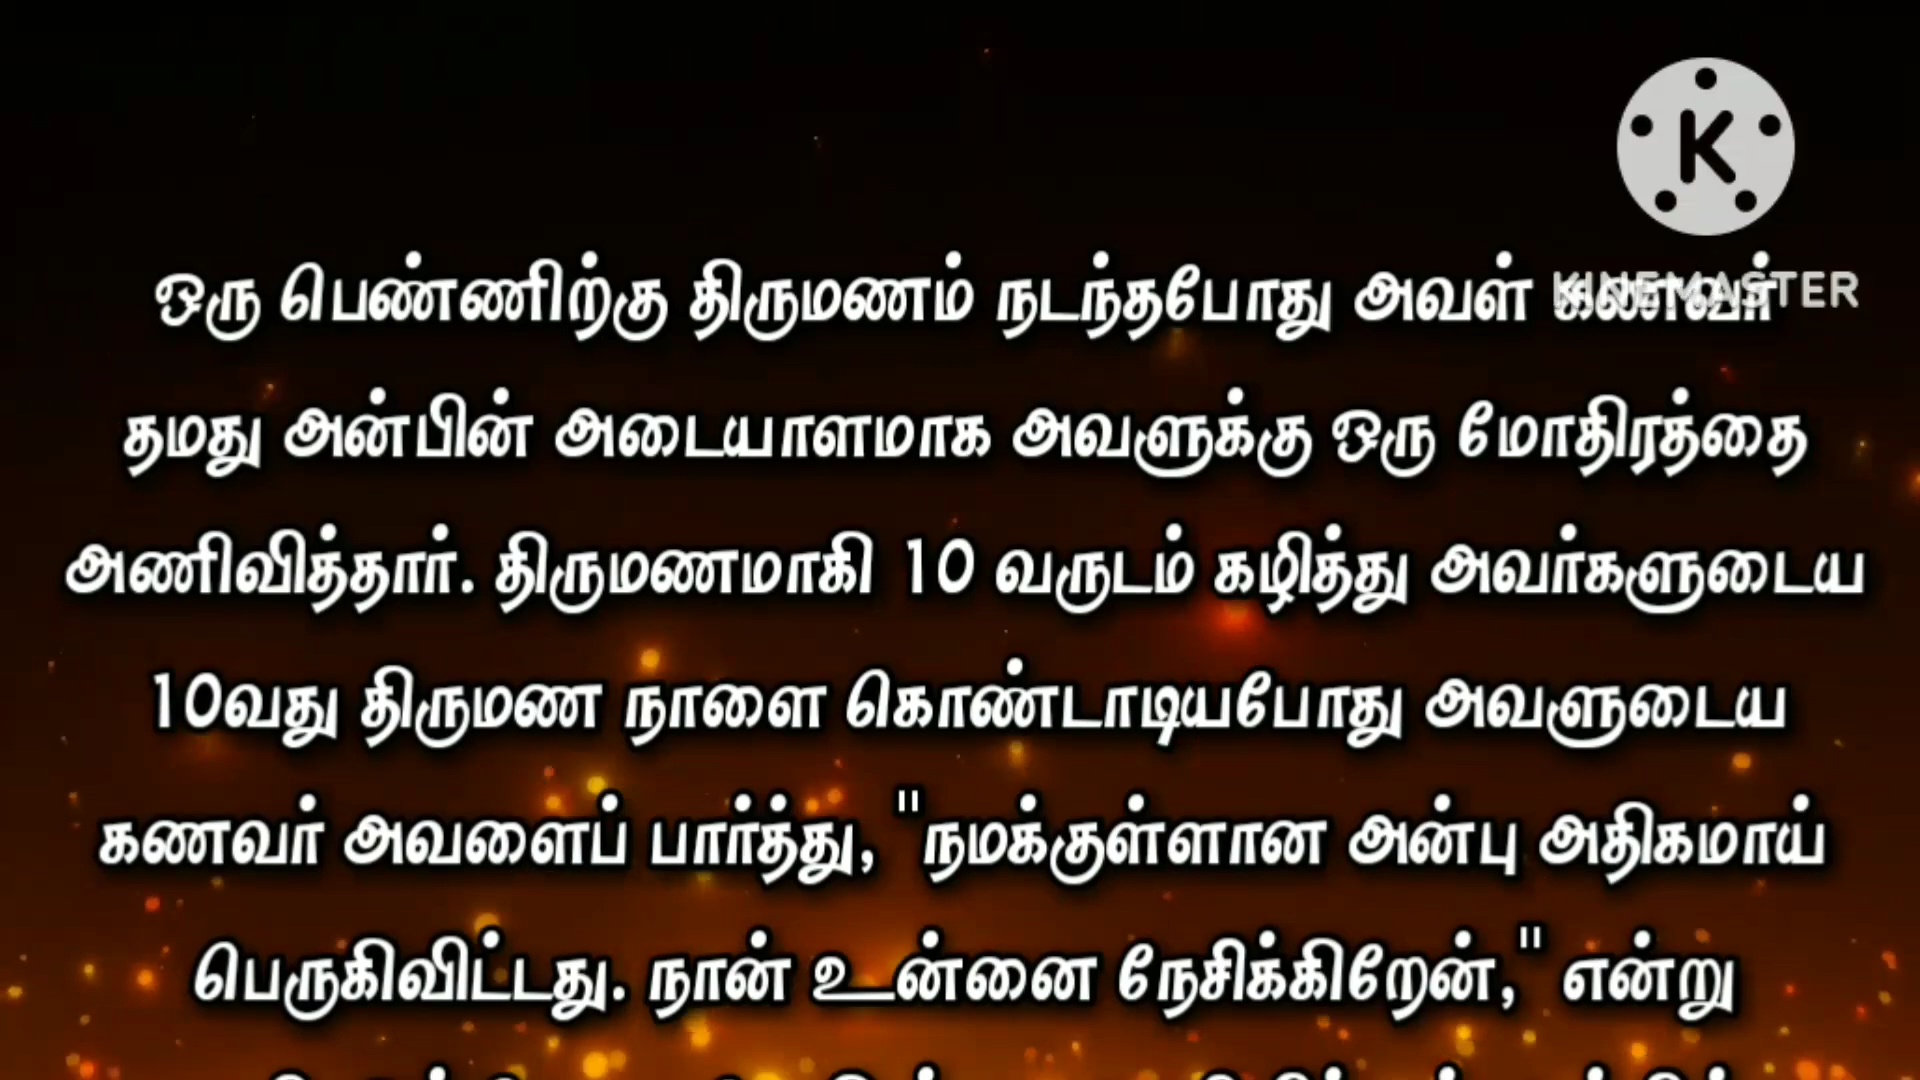 ஒரு பெண்ணிற்கு திருமணம் நடந்தபோது அவள் கணவர்
KINEMASTER
தமது அன்பின் அடையாளமாக அவளுக்கு ஒரு மோதிரத்தை
அணிவித்தார். திருமணமாகி 10 வருடம் கழித்து அவர்களுடைய
10வது திருமண நாளை கொண்டாடியபோது அவளுடைய
கணவர் அவளைப் பார்த்து, "நமக்குள்ளான அன்பு அதிகமாய்
பெருகிவிட்டது. நான் உன்னை நேசிக்கிறேன்," என்று